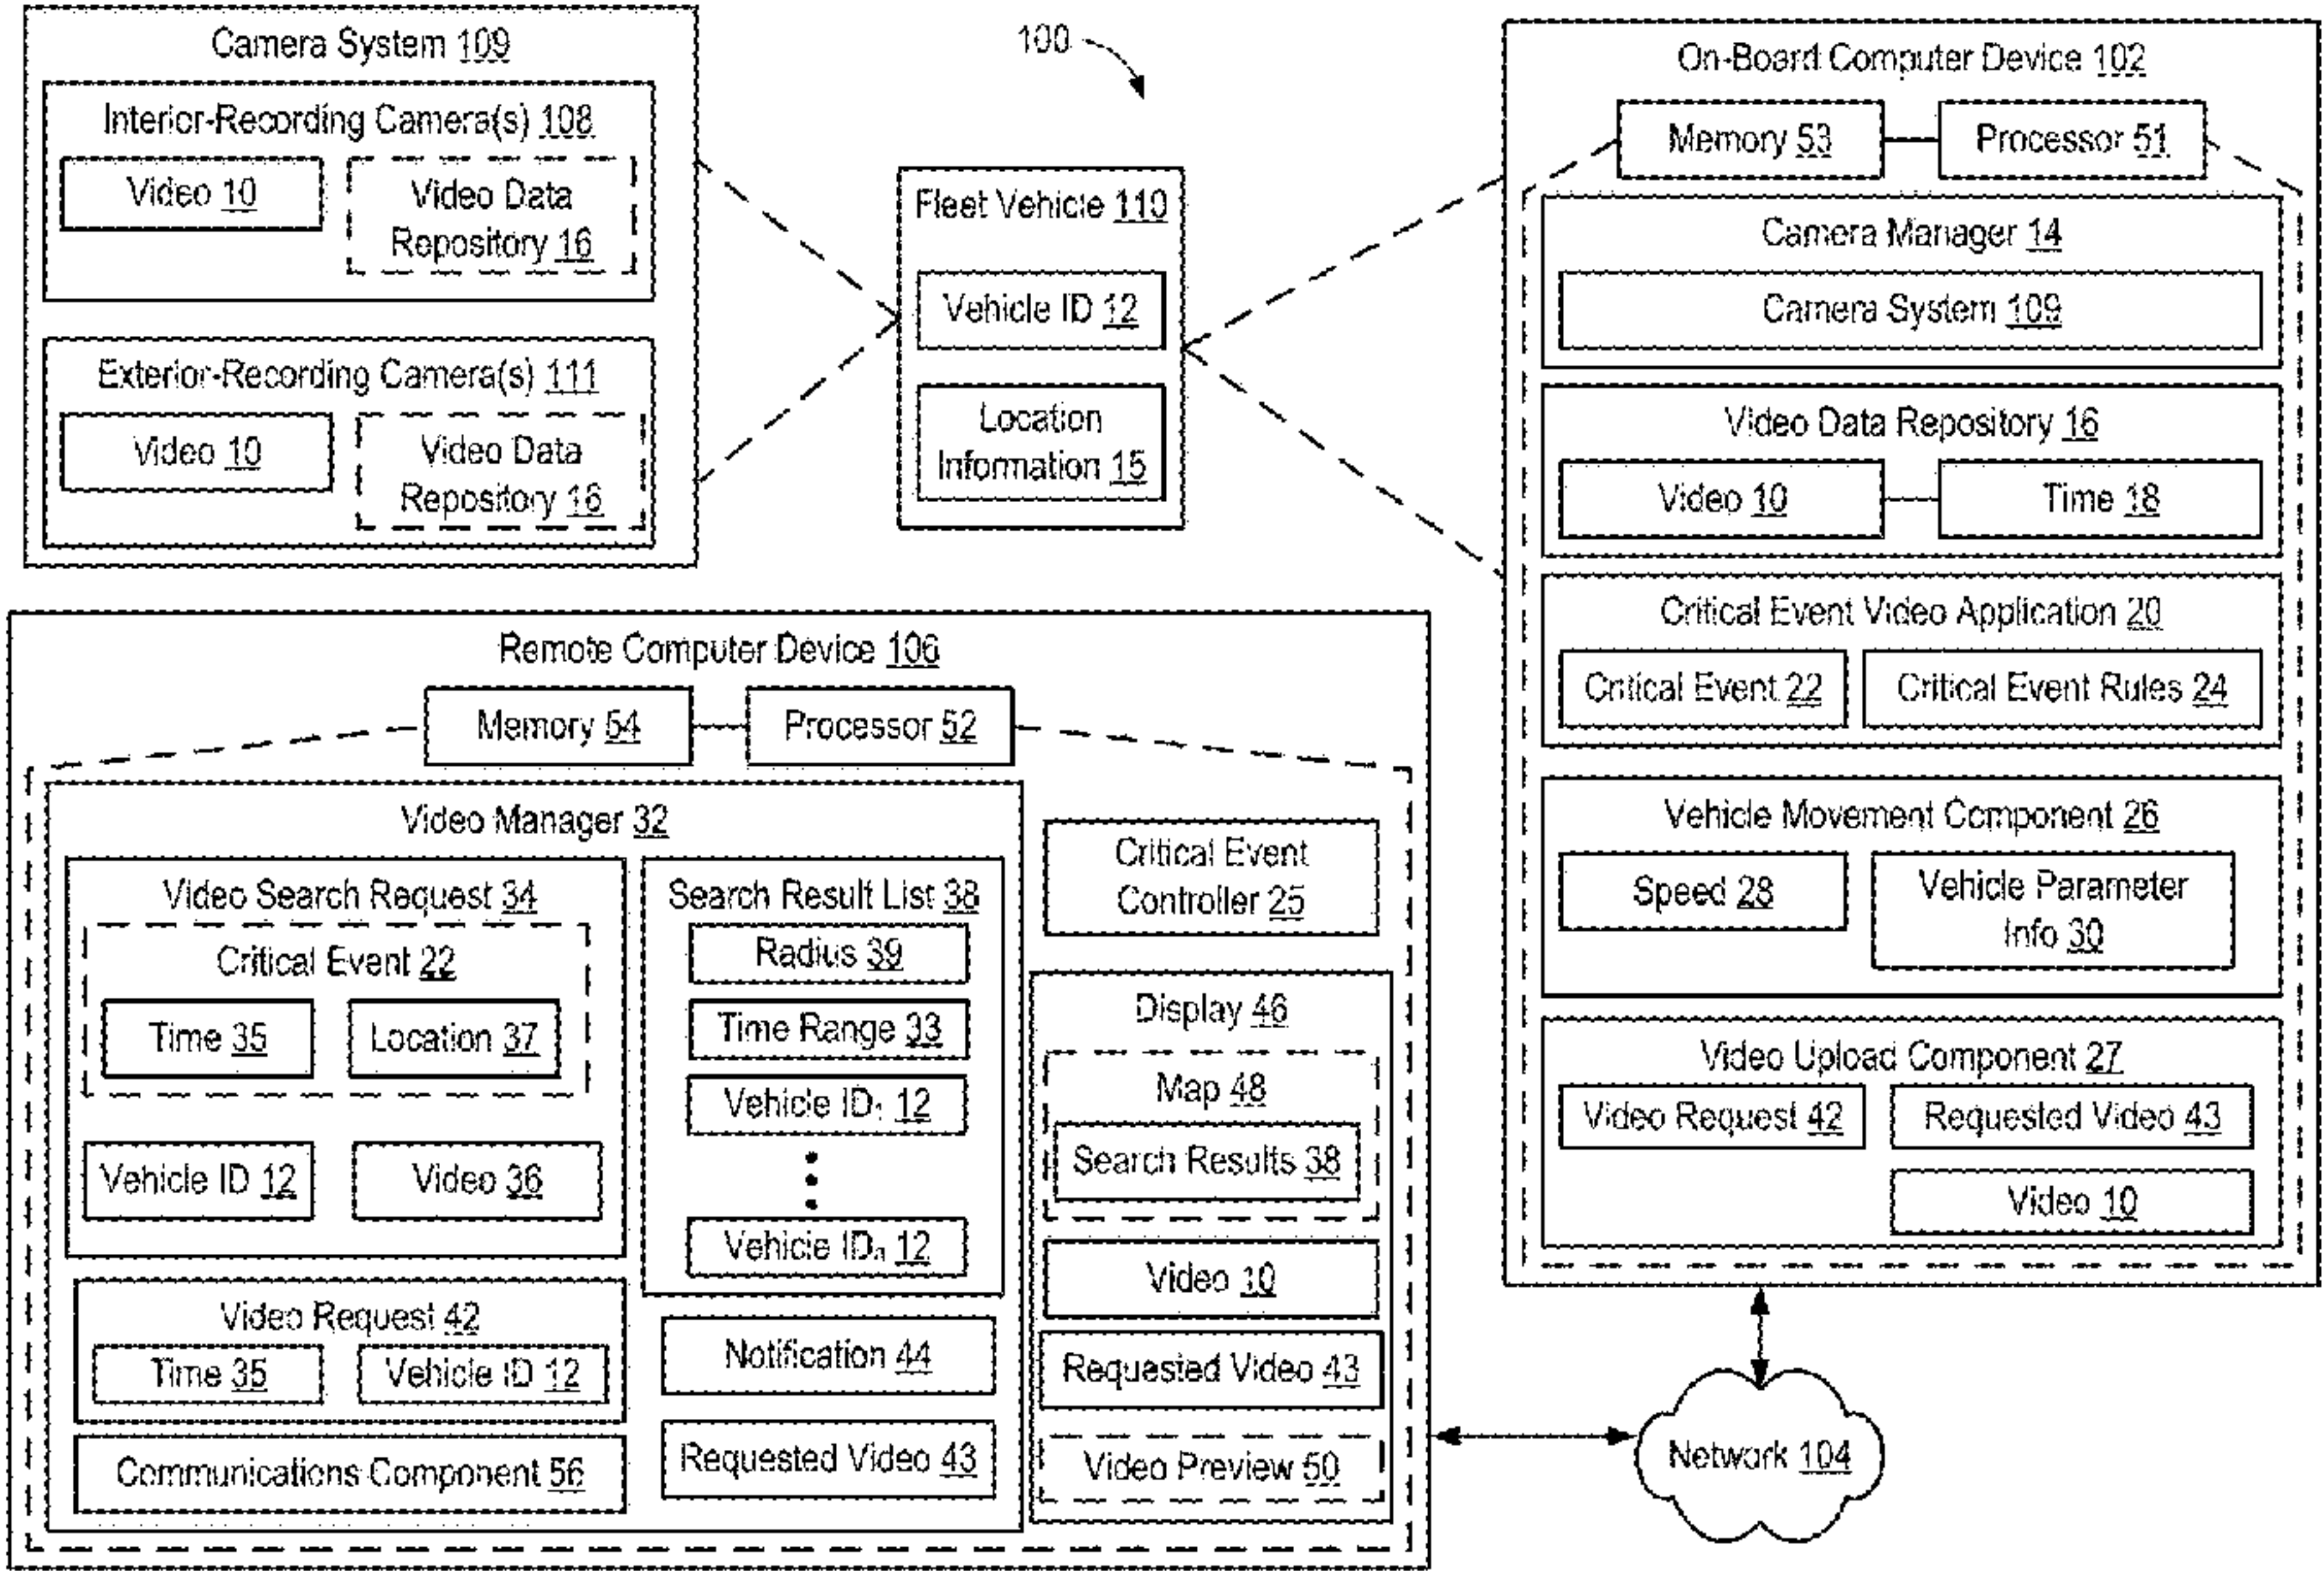 Camera System 109
Interior-Recording Camera(s) 108
Video 10
Video Data
Repository 16
Exterior-Recording Camera(s) 111
Video 10
Video Data
Repository 16
100
Fleet Vehicle 110
Vehicle ID 12
Location
Information 15
On-Board Computer Device 102
Memory 53
Processor 51
Camera Manager 14
Camera System 109
Video Data Repository 16
Video 10
Time 18
Critical Event Video Application 20
Critical Event 22
Critical Event Rules 24
Vehicle Movement Component 26
Speed 28
Vehicle Parameter
Info 30
Video Upload Component 27
Video Request 42
Requested Video 43
Video 10
Remote Computer Device 106
Memory 54
Processor 52
Video Manager 32
Video Search Request 34
Critical Event 22
Time 35
Location 37
Vehicle ID 12
Video 36
Search Result List 38
Radius 39
Time Range 33
Vehicle ID1 12
Vehicle IDn 12
Video Request 42
Time 35
Vehicle ID 12
Communications Component 56
Notification 44
Requested Video 43
Critical Event
Controller 25
Display 46
Map 48
Search Results 38
Video 10
Requested Video 43
Video Preview 50
Network 104